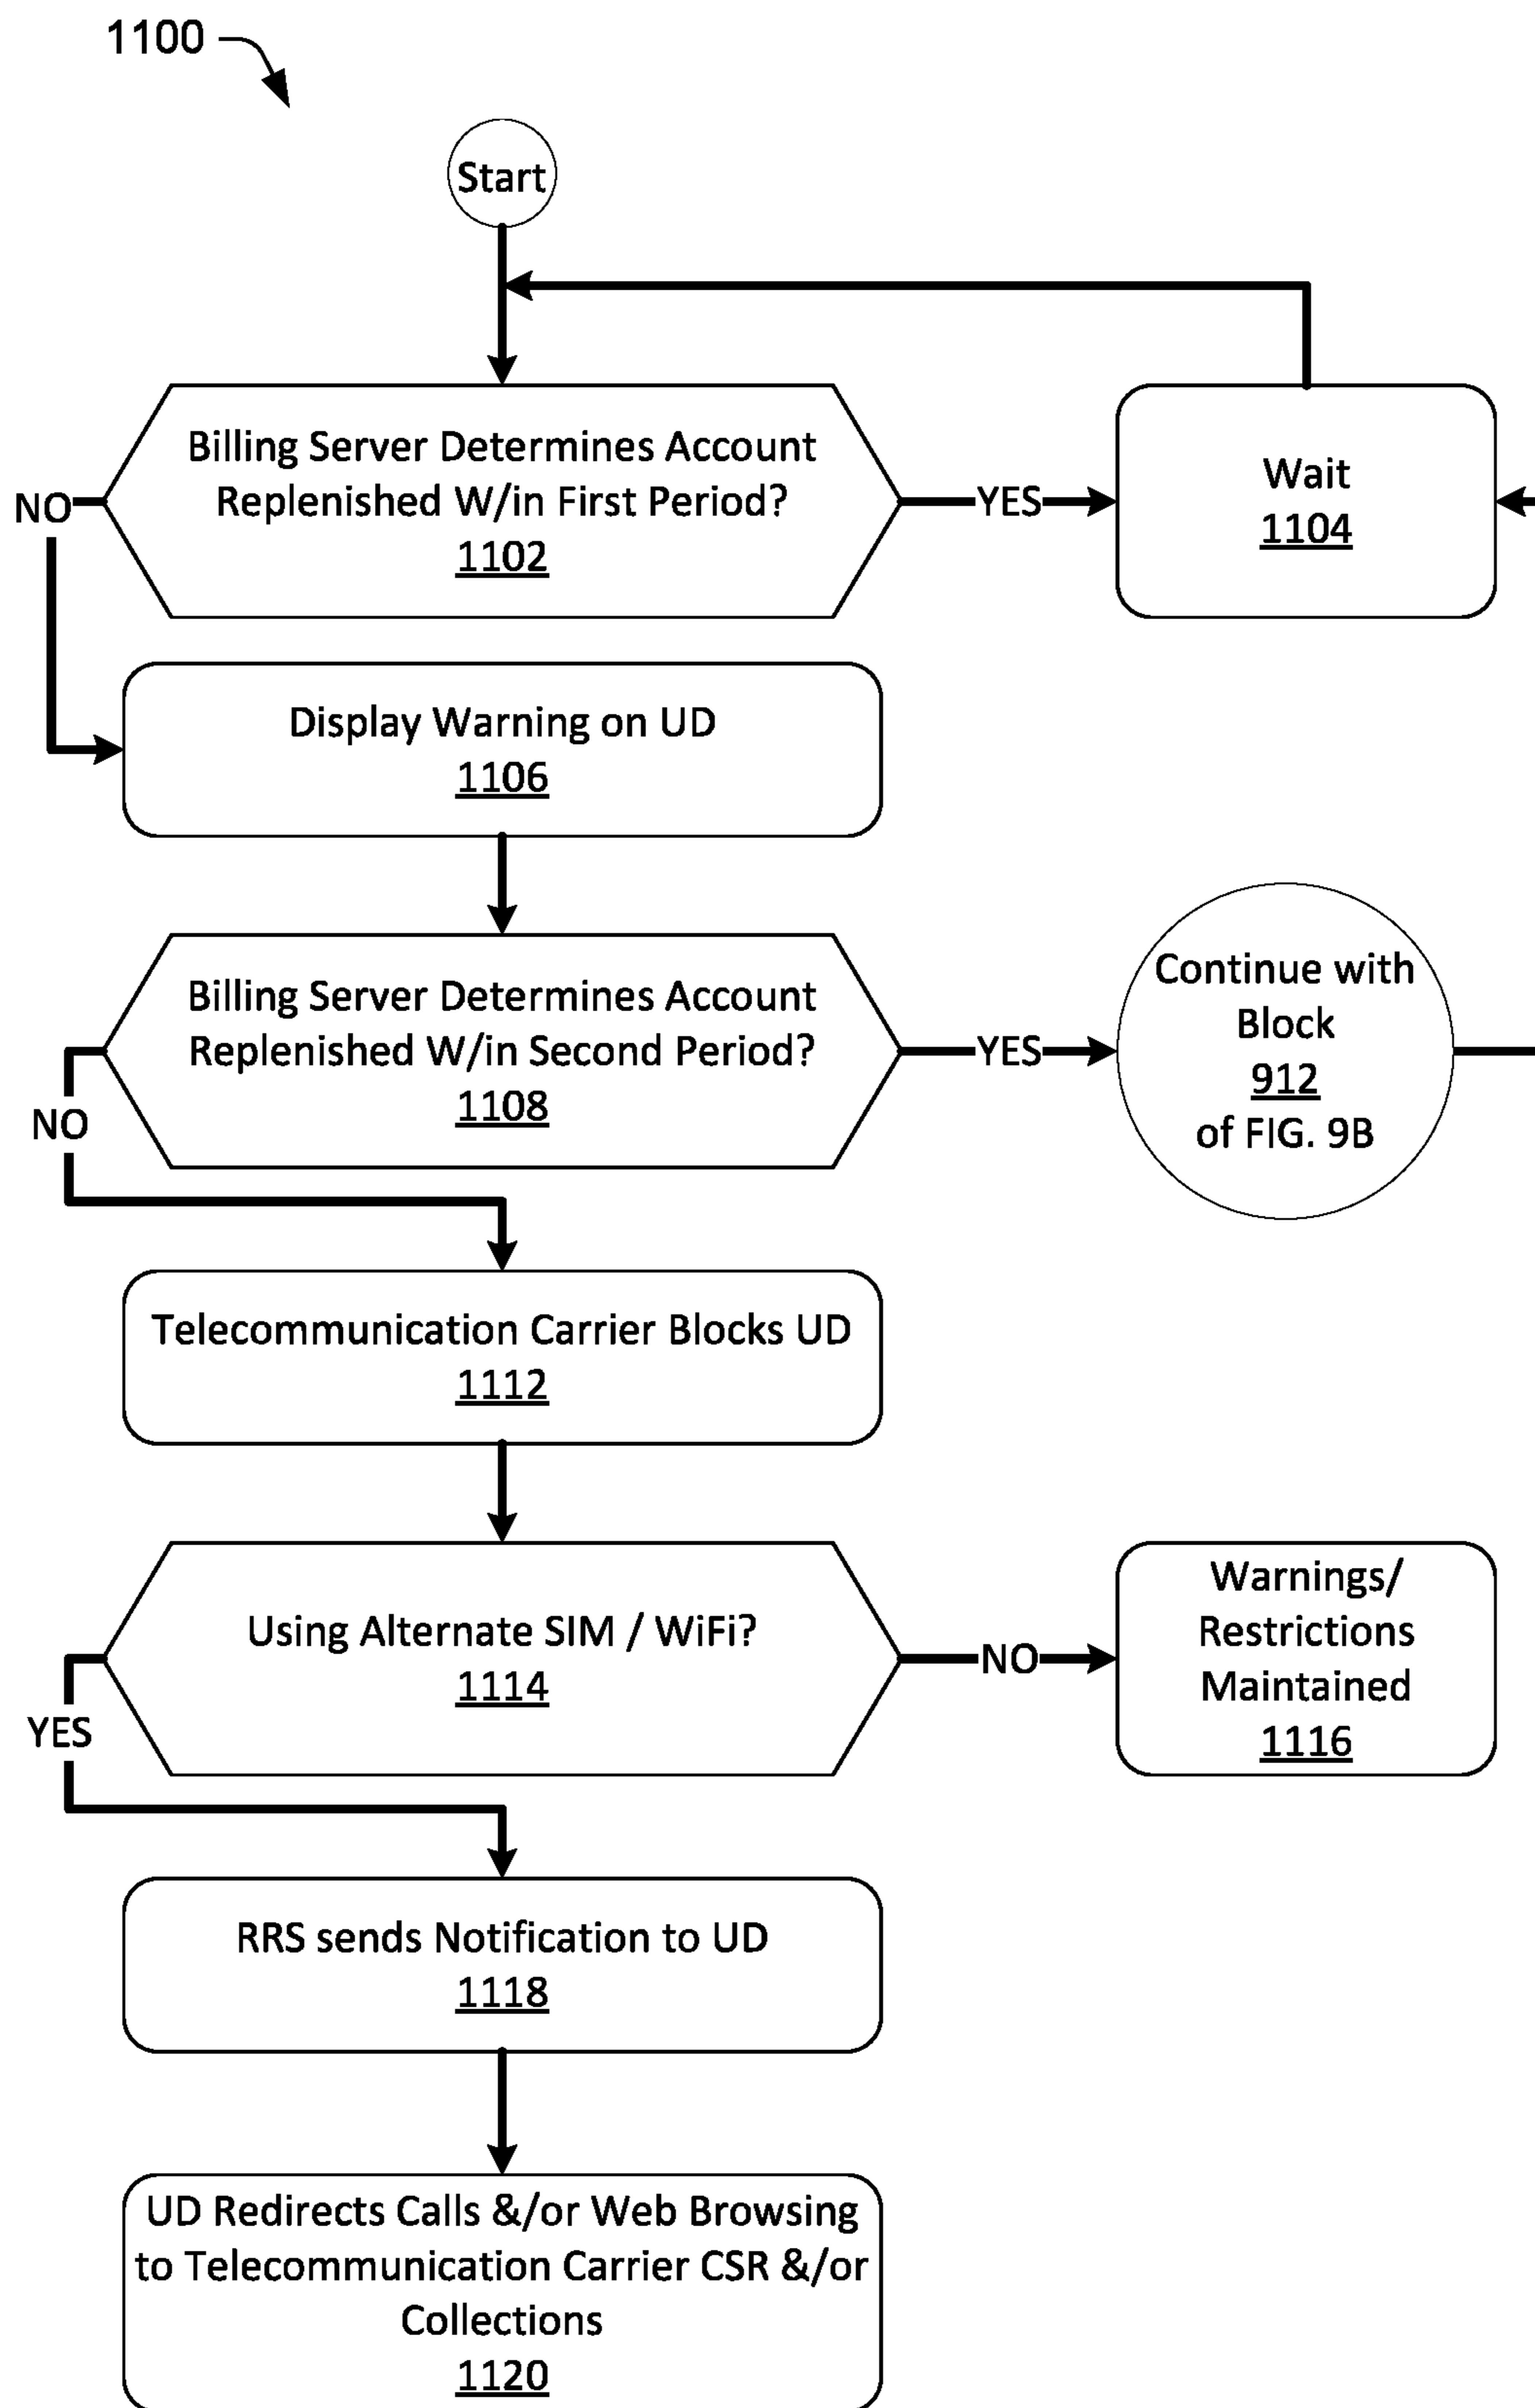 1100
Start
Billing Server Determines Account
Replenished W/in First Period?
1102
NO
YES
Wait
1104
Display Warning on UD
1106
Billing Server Determines Account
Replenished W/in Second Period?
1108
NO
YES
Continue with
Block
912
of FIG. 9B
Telecommunication Carrier Blocks UD
1112
Using Alternate SIM / WiFi?
1114
YES
NO
Warnings/
Restrictions
Maintained
1116
RRS sends Notification to UD
1118
UD Redirects Calls &/or Web Browsing
to Telecommunication Carrier CSR &/or
Collections
1120